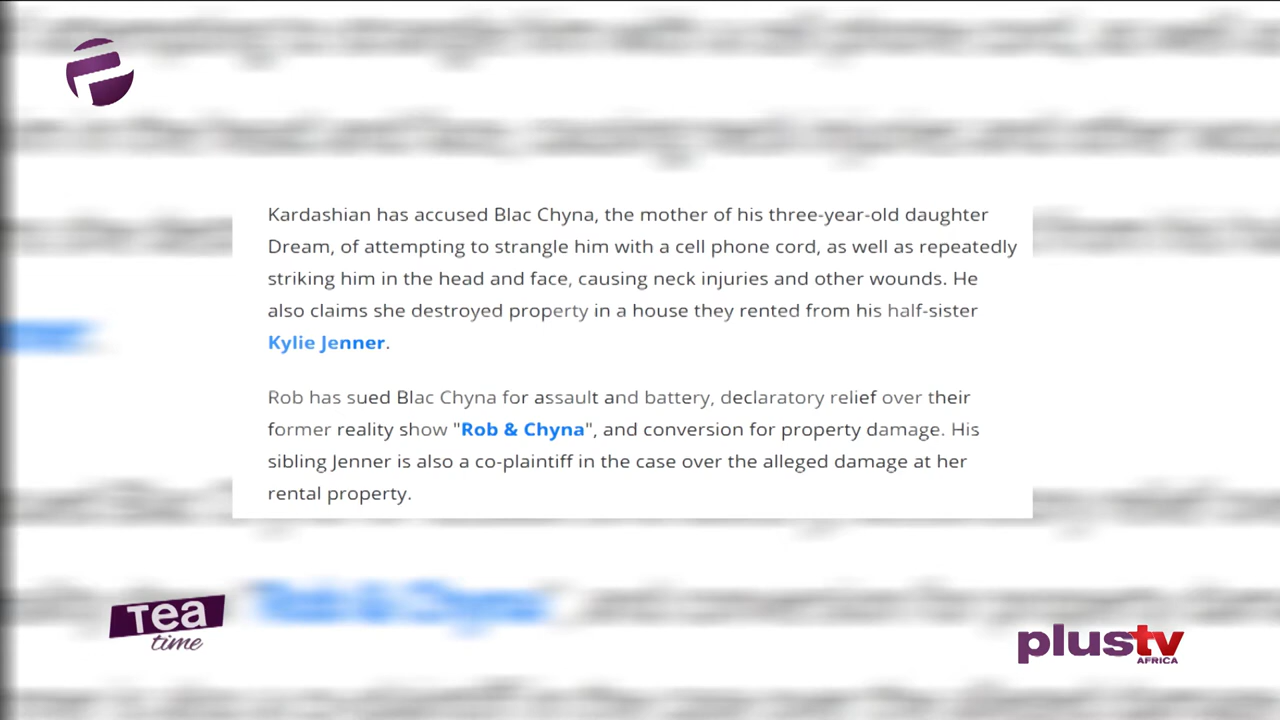 Kardashian has accused Blac Chyna, the mother of his three-year-old daughter
Dream, of attempting to strangle him with a cell phone cord, as well as repeatedly
striking him in the head and face, causing neck injuries and other wounds. He
also claims she destroyed property in a house they rented from his half-sister
Kylie Jenner.
Rob has sued Blac Chyna for assault and battery, declaratory relief over their
former reality show "Rob & Chyna", and conversion for property damage. His
sibling Jenner is also a co-plaintiff in the case over the alleged damage at her
rental property.
Tea
time
plustv
AFRICA